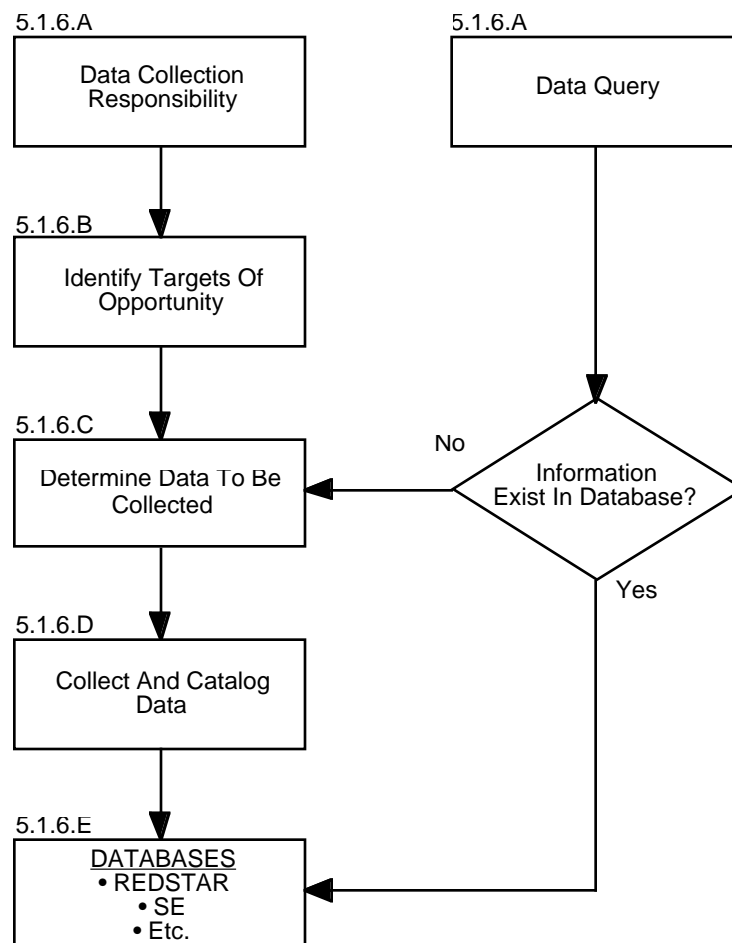 5.1.6.A
Data Collection
Responsibility
5.1.6.A
Data Query
5.1.6.B
Identify Targets Of
Opportunity
5.1.6.C
Determine Data To Be
Collected
No
Information
Exist In Database?
Yes
5.1.6.D
Collect And Catalog
Data
5.1.6.E
DATABASES
• REDSTAR
• SE
• Etc.